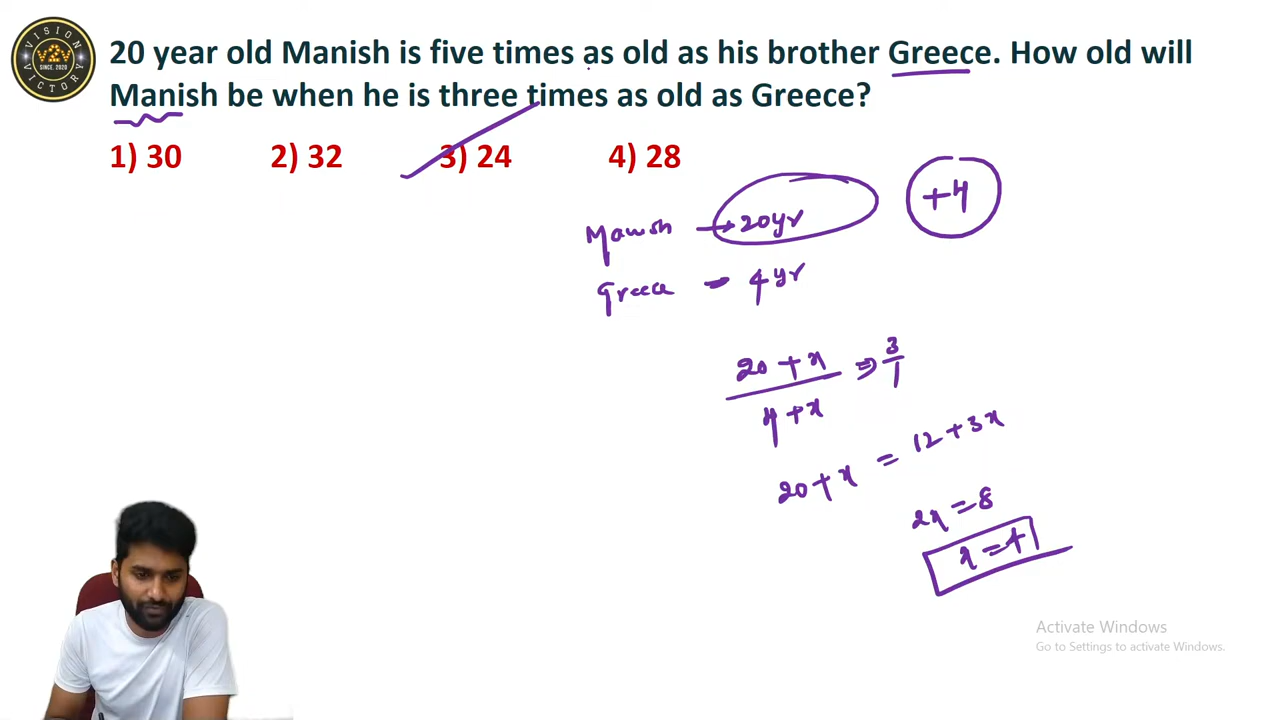 VISION
SINCE. 2020
VICTORY
20 year old Manish is five times as old as his brother Greece. How old will
Manish be when he is three times as old as Greece?
1) 30 2) 32 3) 24 4) 28
+4
Manish → 20yr
Greece - 4yr
20+x / 4+x ⇒ 3/1
20+x = 12+3x
2x=8
x=4
Activate Windows
Go to Settings to activate Windows.